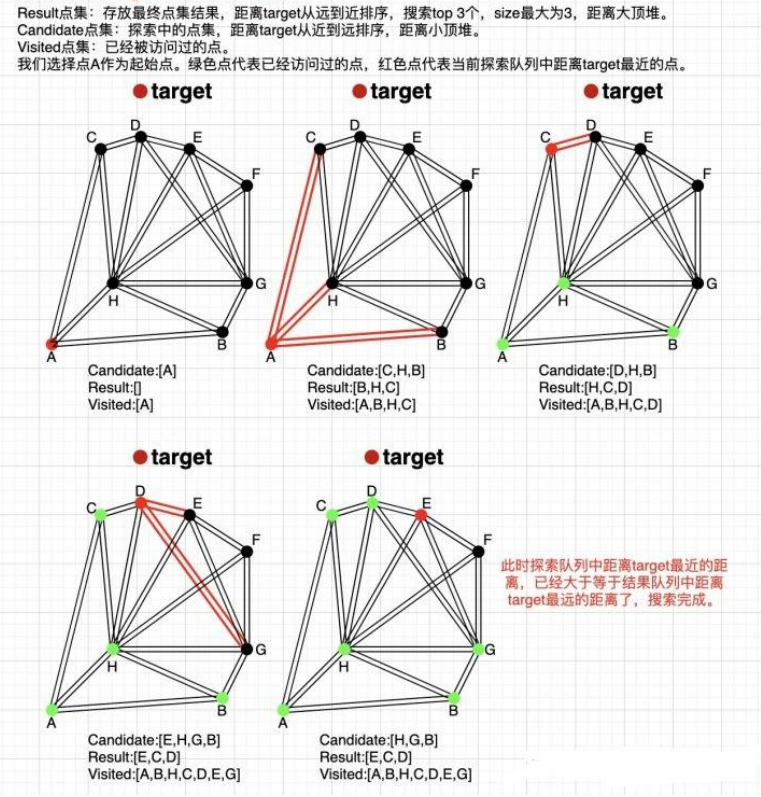 Result点集：存放最终点集结果，距离target从远到近排序，搜索top 3个，size最大为3，距离大顶堆。
Candidate点集：探索中的点集，距离target从近到远排序，距离小顶堆。
Visited点集：已经被访问过的点。
我们选择点A作为起始点。绿色点代表已经访问过的点，红色点代表当前探索队列中距离target最近的点。
target
C
D
E
F
G
H
B
A
Candidate:[A]
Result:[]
Visited:[A]
target
C
D
E
F
G
H
B
A
Candidate:[C,H,B]
Result:[B,H,C]
Visited:[A,B,H,C]
target
C
D
E
F
G
H
B
A
Candidate:[D,H,B]
Result:[H,C,D]
Visited:[A,B,H,C,D]
target
C
D
E
F
G
H
B
A
Candidate:[E,H,G,B]
Result:[E,C,D]
Visited:[A,B,H,C,D,E,G]
target
C
D
E
F
G
H
B
A
Candidate:[H,G,B]
Result:[E,C,D]
Visited:[A,B,H,C,D,E,G]
此时探索队列中距离target最近的距
离，已经大于等于结果队列中距离
target最远的距离了，搜索完成。